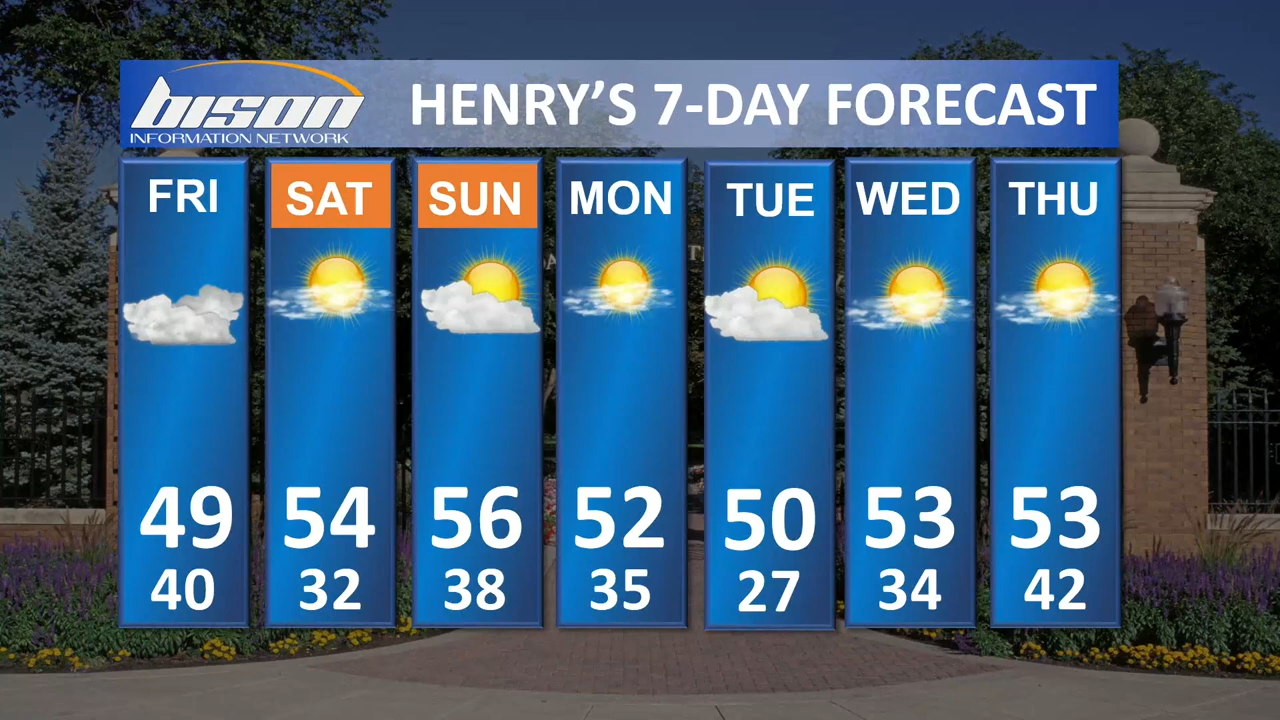 bison
INFORMATION NETWORK
HENRY'S 7-DAY FORECAST
FRI SAT SUN MON TUE WED THU
49 54 56 52 50 53 53
40 32 38 35 27 34 42